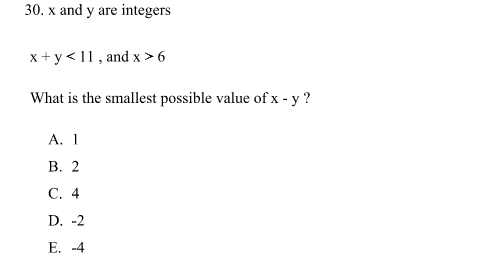 30. x and y are integers
x + y < 11 , and x > 6
What is the smallest possible value of x - y ?
A. 1
B. 2
C. 4
D. -2
E. -4